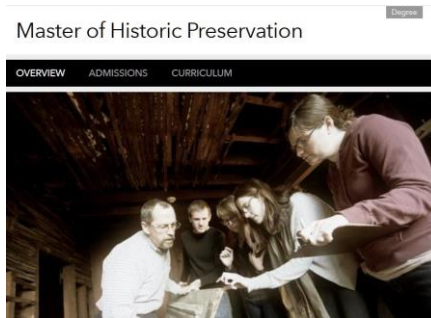 Degree
Master of Historic Preservation
OVERVIEW ADMISSIONS CURRICULUM